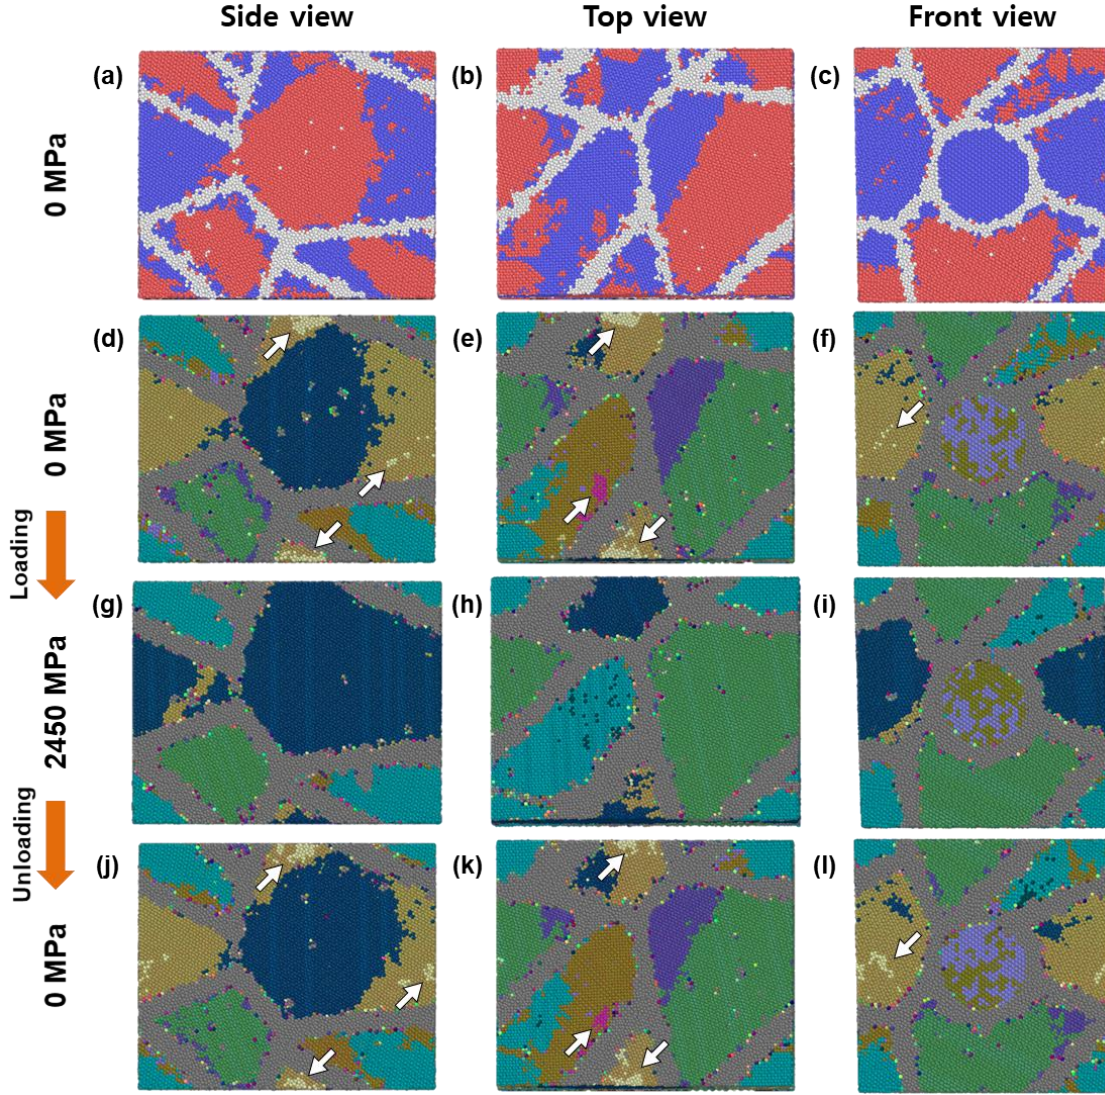 Side view
Top view
Front view
(a)
(b)
(c)
0 MPa
(d)
(e)
(f)
0 MPa
Loading
(g)
(h)
(i)
2450 MPa
Unloading
(j)
(k)
(l)
0 MPa